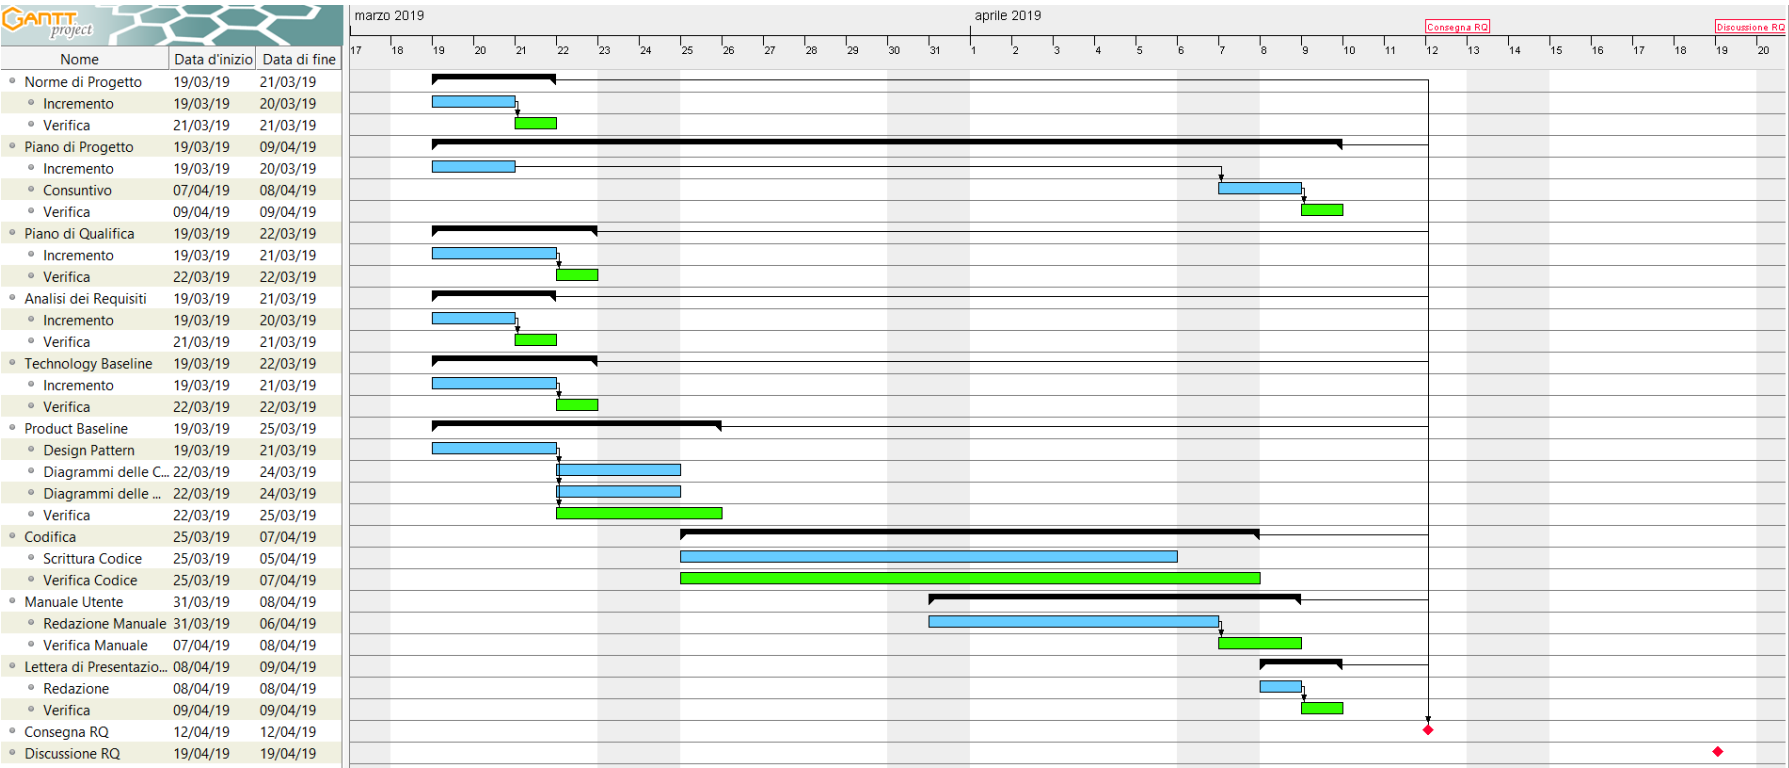 GANTT
project
marzo 2019
aprile 2019
Consegna RQ
Discussione RQ
17 18 19 20 21 22 23 24 25 26 27 28 29 30 31 1 2 3 4 5 6 7 8 9 10 11 12 13 14 15 16 17 18 19 20
Nome Data d'inizio Data di fine
Norme di Progetto 19/03/19 21/03/19
Incremento 19/03/19 20/03/19
Verifica 21/03/19 21/03/19
Piano di Progetto 19/03/19 09/04/19
Incremento 19/03/19 20/03/19
Consuntivo 07/04/19 08/04/19
Verifica 09/04/19 09/04/19
Piano di Qualifica 19/03/19 22/03/19
Incremento 19/03/19 21/03/19
Verifica 22/03/19 22/03/19
Analisi dei Requisiti 19/03/19 21/03/19
Incremento 19/03/19 20/03/19
Verifica 21/03/19 21/03/19
Technology Baseline 19/03/19 22/03/19
Incremento 19/03/19 21/03/19
Verifica 22/03/19 22/03/19
Product Baseline 19/03/19 25/03/19
Design Pattern 19/03/19 21/03/19
Diagrammi delle C... 22/03/19 24/03/19
Diagrammi delle ... 22/03/19 24/03/19
Verifica 22/03/19 25/03/19
Codifica 25/03/19 07/04/19
Scrittura Codice 25/03/19 05/04/19
Verifica Codice 25/03/19 07/04/19
Manuale Utente 31/03/19 08/04/19
Redazione Manuale 31/03/19 06/04/19
Verifica Manuale 07/04/19 08/04/19
Lettera di Presentazio... 08/04/19 09/04/19
Redazione 08/04/19 08/04/19
Verifica 09/04/19 09/04/19
Consegna RQ 12/04/19 12/04/19
Discussione RQ 19/04/19 19/04/19